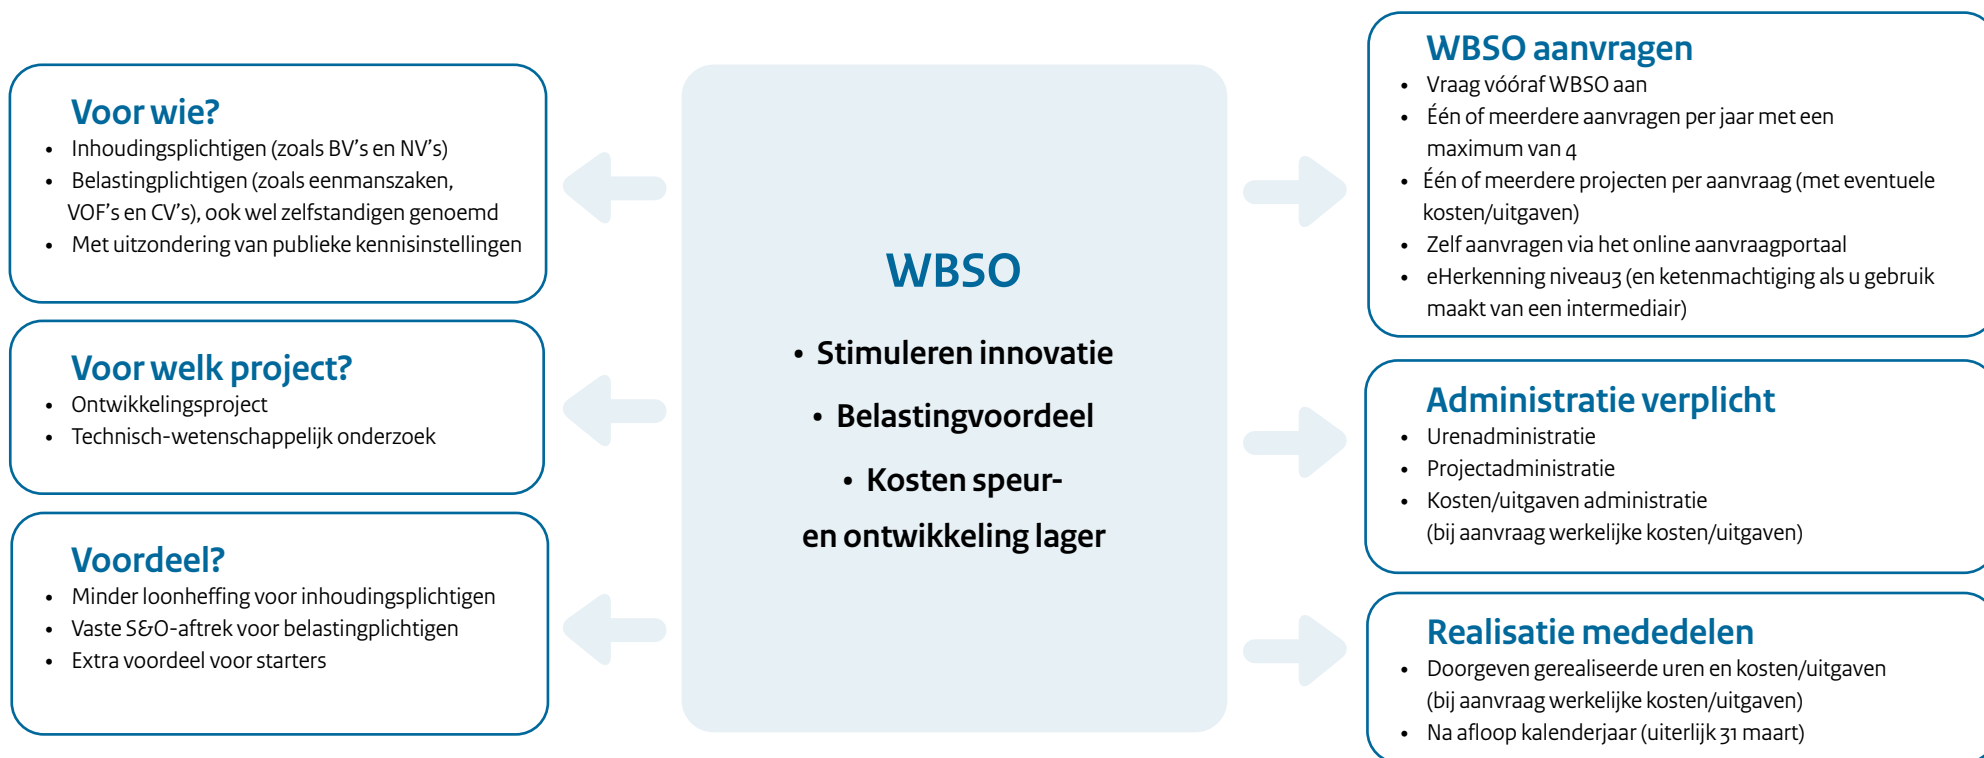 Voor wie?
• Inhoudingsplichtigen (zoals BV's en NV's)
• Belastingplichtigen (zoals eenmanszaken,
VOF's en CV's), ook wel zelfstandigen genoemd
• Met uitzondering van publieke kennisinstellingen
Voor welk project?
• Ontwikkelingsproject
• Technisch-wetenschappelijk onderzoek
Voordeel?
• Minder loonheffing voor inhoudingsplichtigen
• Vaste S&O-aftrek voor belastingplichtigen
• Extra voordeel voor starters
WBSO
• Stimuleren innovatie
• Belastingvoordeel
• Kosten speur-
en ontwikkeling lager
WBSO aanvragen
• Vraag vóóraf WBSO aan
• Één of meerdere aanvragen per jaar met een
maximum van 4
• Één of meerdere projecten per aanvraag (met eventuele
kosten/uitgaven)
• Zelf aanvragen via het online aanvraagportaal
• eHerkenning niveau3 (en ketenmachtiging als u gebruik
maakt van een intermediair)
Administratie verplicht
• Urenadministratie
• Projectadministratie
• Kosten/uitgaven administratie
(bij aanvraag werkelijke kosten/uitgaven)
Realisatie mededelen
• Doorgeven gerealiseerde uren en kosten/uitgaven
(bij aanvraag werkelijke kosten/uitgaven)
• Na afloop kalenderjaar (uiterlijk 31 maart)